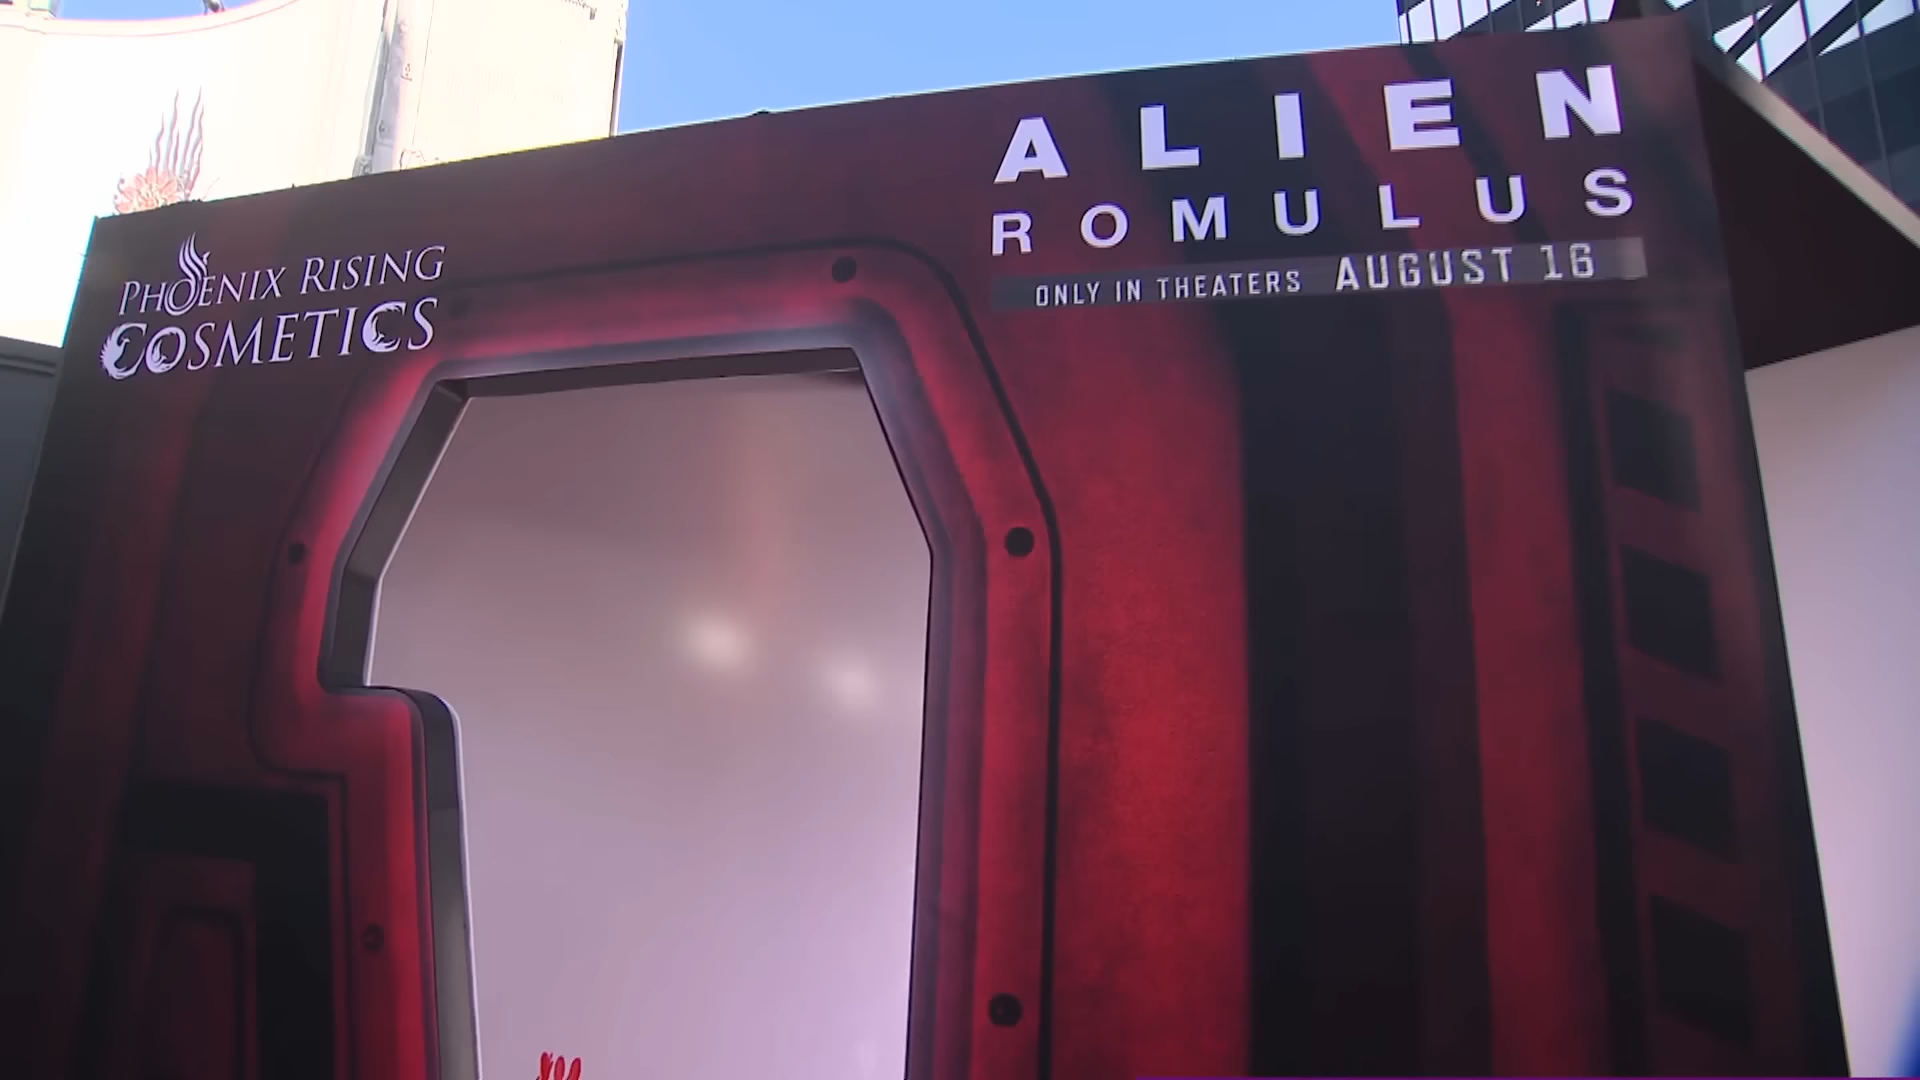 PHOENIX RISING
COSMETICS
ALIEN
ROMULUS
ONLY IN THEATERS AUGUST 16